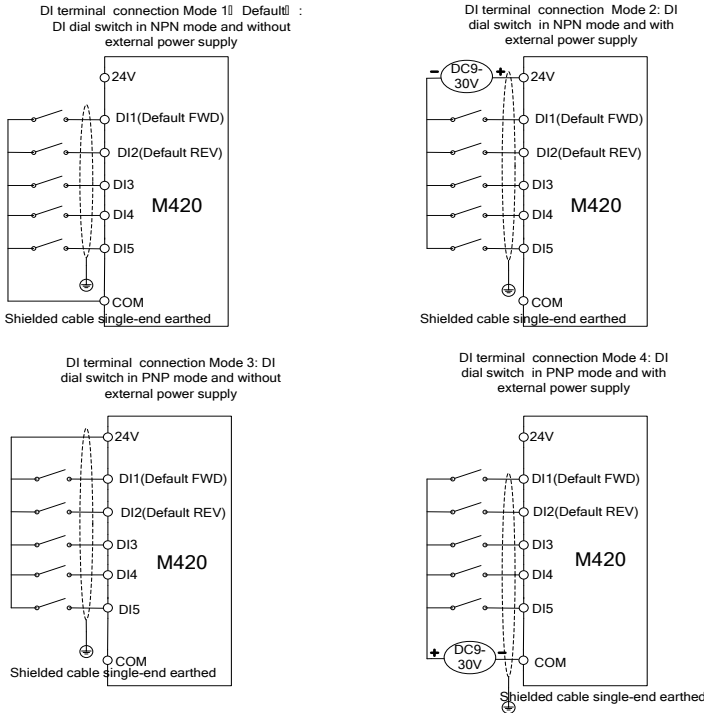 DI terminal connection Mode 1▯ Default▯ :
DI dial switch in NPN mode and without
external power supply
24V
DI1(Default FWD)
DI2(Default REV)
DI3
M420
DI4
DI5
COM
Shielded cable single-end earthed
DI terminal connection Mode 2: DI
dial switch in NPN mode and with
external power supply
DC9-
30V
24V
DI1(Default FWD)
DI2(Default REV)
DI3
M420
DI4
DI5
COM
Shielded cable single-end earthed
DI terminal connection Mode 3: DI
dial switch in PNP mode and without
external power supply
24V
DI1(Default FWD)
DI2(Default REV)
DI3
M420
DI4
DI5
COM
Shielded cable single-end earthed
DI terminal connection Mode 4: DI
dial switch in PNP mode and with
external power supply
24V
DI1(Default FWD)
DI2(Default REV)
DI3
M420
DI4
DI5
DC9-
30V
COM
Shielded cable single-end earthed